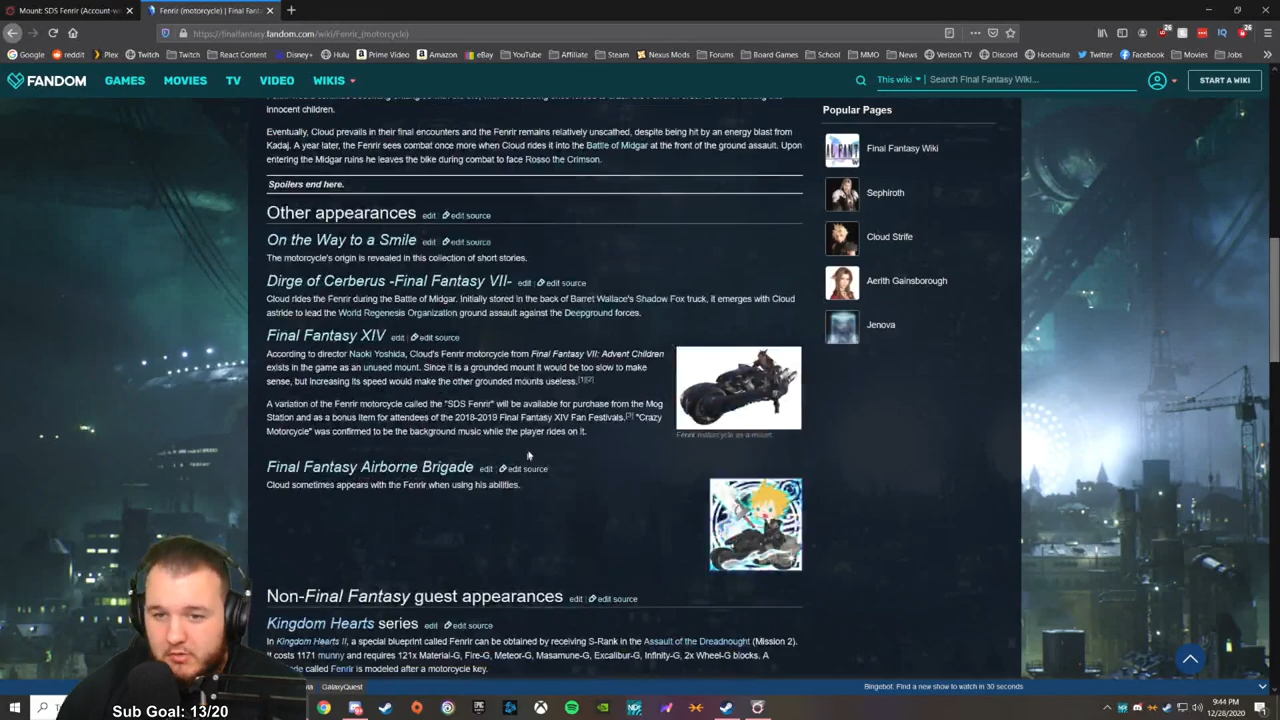 Mount: SDS Fenrir (Account-w
Fenrir (motorcycle) | Final Fant
https://finalfantasy.fandom.com/wiki/Fenrir_(motorcycle)
Google
reddit
Plex
Twitch
Twitch
React Content
Disney+
Hulu
Prime Video
Amazon
eBay
YouTube
Affiliate
Steam
Nexus Mods
Forums
Board Games
School
MMO
News
Verizon TV
Discord
Hootsuite
Twitter
Facebook
Movies
Jobs
FANDOM
GAMES
MOVIES
TV
VIDEO
WIKIS
This wiki
Search Final Fantasy Wiki...
START A WIKI
innocent children.
Eventually, Cloud prevails in their final encounters and the Fenrir remains relatively unscathed, despite being hit by an energy blast from
Kadaj. A year later, the Fenrir sees combat once more when Cloud rides it into the Battle of Midgar at the front of the ground assault. Upon
entering the Midgar ruins he leaves the bike during combat to face Rosso the Crimson.
Spoilers end here.
Other appearances edit edit source
On the Way to a Smile edit edit source
The motorcycle's origin is revealed in this collection of short stories.
Dirge of Cerberus -Final Fantasy VII- edit edit source
Cloud rides the Fenrir during the Battle of Midgar. Initially stored in the back of Barret Wallace's Shadow Fox truck, it emerges with Cloud
astride to lead the World Regenesis Organization ground assault against the Deepground forces.
Final Fantasy XIV edit edit source
According to director Naoki Yoshida, Cloud's Fenrir motorcycle from Final Fantasy VII: Advent Children
exists in the game as an unused mount. Since it is a grounded mount it would be too slow to make
sense, but increasing its speed would make the other grounded mounts useless.[1][2]
A variation of the Fenrir motorcycle called the "SDS Fenrir" will be available for purchase from the Mog
Station and as a bonus item for attendees of the 2018-2019 Final Fantasy XIV Fan Festivals.[3] "Crazy
Motorcycle" was confirmed to be the background music while the player rides on it.
Fenrir motorcycle as a mount.
Final Fantasy Airborne Brigade edit edit source
Cloud sometimes appears with the Fenrir when using his abilities.
Non-Final Fantasy guest appearances edit edit source
Kingdom Hearts series edit edit source
In Kingdom Hearts II, a special blueprint called Fenrir can be obtained by receiving S-Rank in the Assault of the Dreadnought (Mission 2).
It costs 1171 munny and requires 121x Material-G, Fire-G, Meteor-G, Masamune-G, Excalibur-G, Infinity-G, 2x Wheel-G blocks. A
called Fenrir is modeled after a motorcycle key.
Popular Pages
Final Fantasy Wiki
Sephiroth
Cloud Strife
Aerith Gainsborough
Jenova
GalaxyQuest
Bingebot: Find a new show to watch in 30 seconds
9:44 PM
12/28/2020
Sub Goal: 13/20